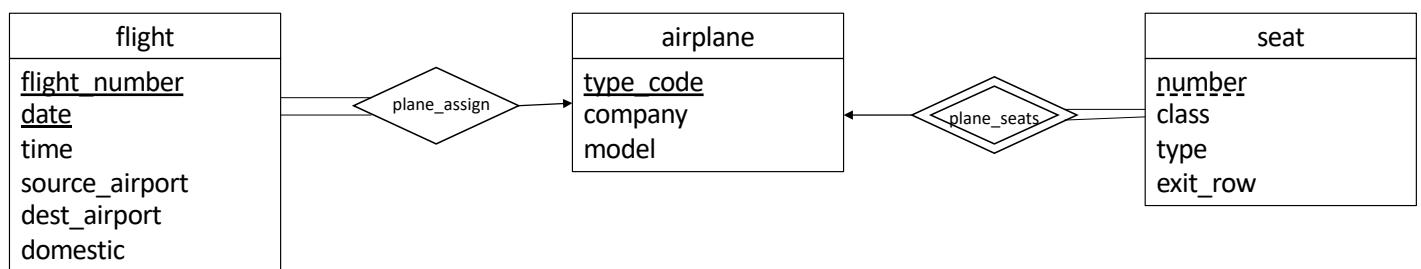 flight
flight_number
date
time
source_airport
dest_airport
domestic
plane_assign
airplane
type_code
company
model
plane_seats
seat
number
class
type
exit_row